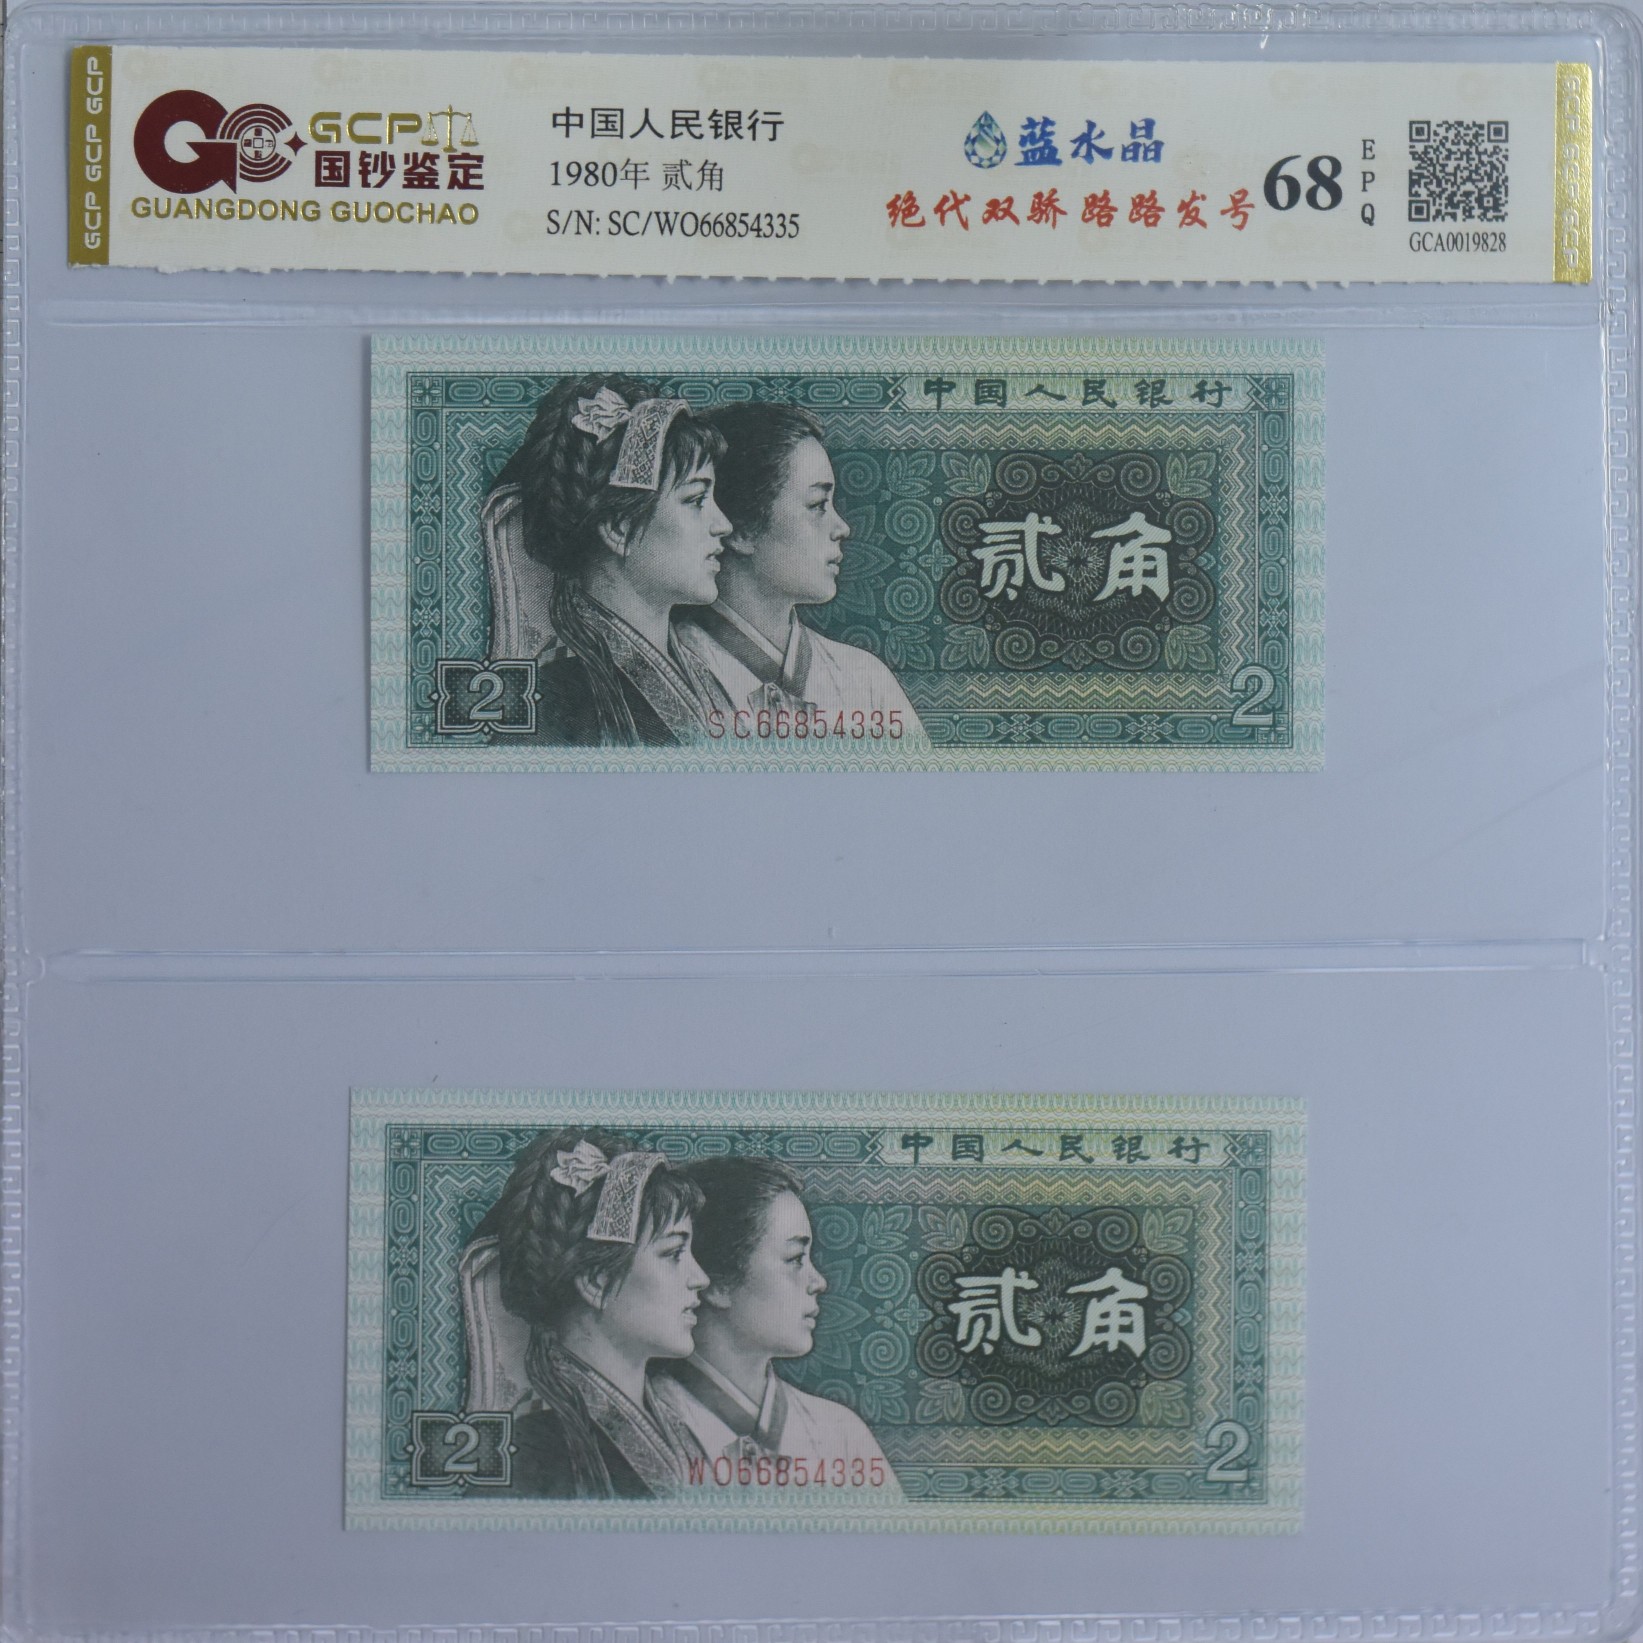 GCP GCP GCP
GCP
国钞鉴定
GUANGDONG GUOCHAO
中国人民银行
1980年 贰角
S/N: SC/WO66854335
蓝水晶
绝代双骄 路路发号
68
EPQ
GCA0019828
GCP GCP GCP
中国人民银行
贰角
2
2
SC66854335
中国人民银行
贰角
2
2
WO66854335